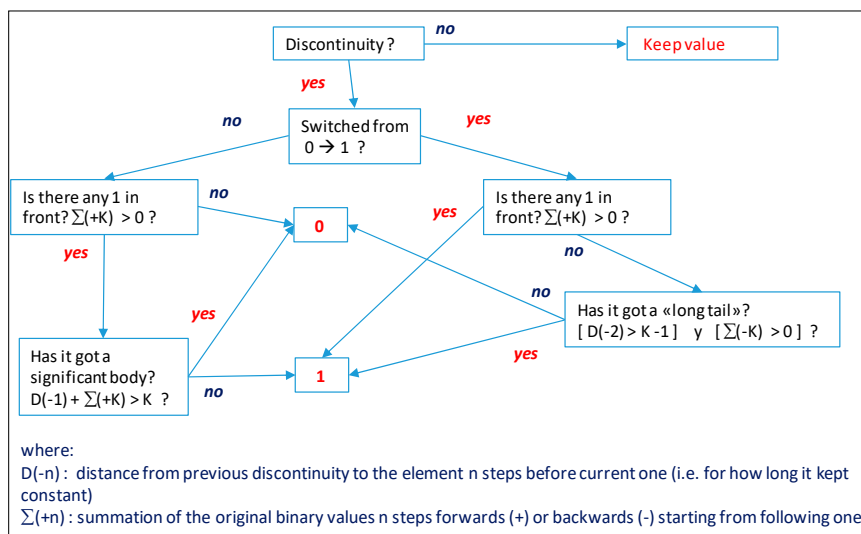 Discontinuity ?
no
Keep value
yes
no
Switched from
0 → 1 ?
yes
Is there any 1 in
front? ∑(+K) > 0 ?
no
yes
0
yes
Is there any 1 in
front? ∑(+K) > 0 ?
no
no
yes
Has it got a «long tail»?
[ D(-2) > K -1 ] y [ ∑(-K) > 0 ] ?
yes
Has it got a
significant body?
D(-1) + ∑(+K) > K ?
no
1
where:
D(-n) : distance from previous discontinuity to the element n steps before current one (i.e. for how long it kept
constant)
∑(+n) : summation of the original binary values n steps forwards (+) or backwards (-) starting from following one